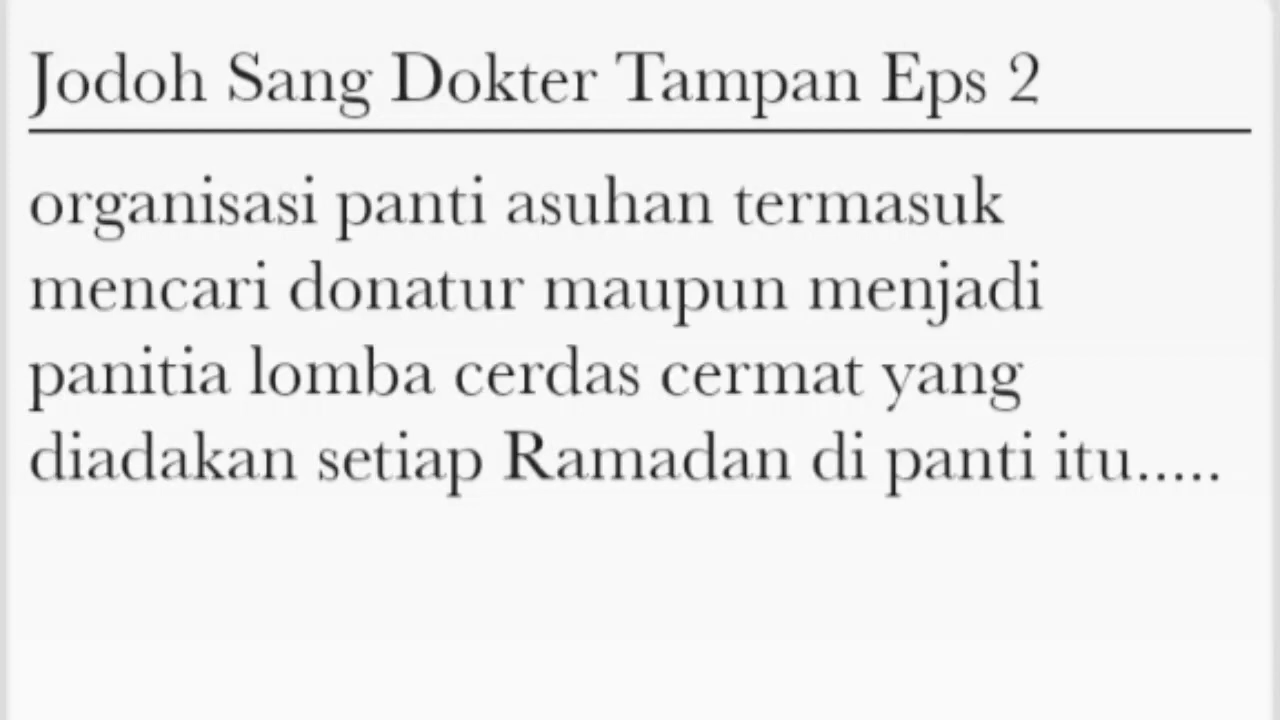 Jodoh Sang Dokter Tampan Eps 2
organisasi panti asuhan termasuk
mencari donatur maupun menjadi
panitia lomba cerdas cermat yang
diadakan setiap Ramadan di panti itu.....